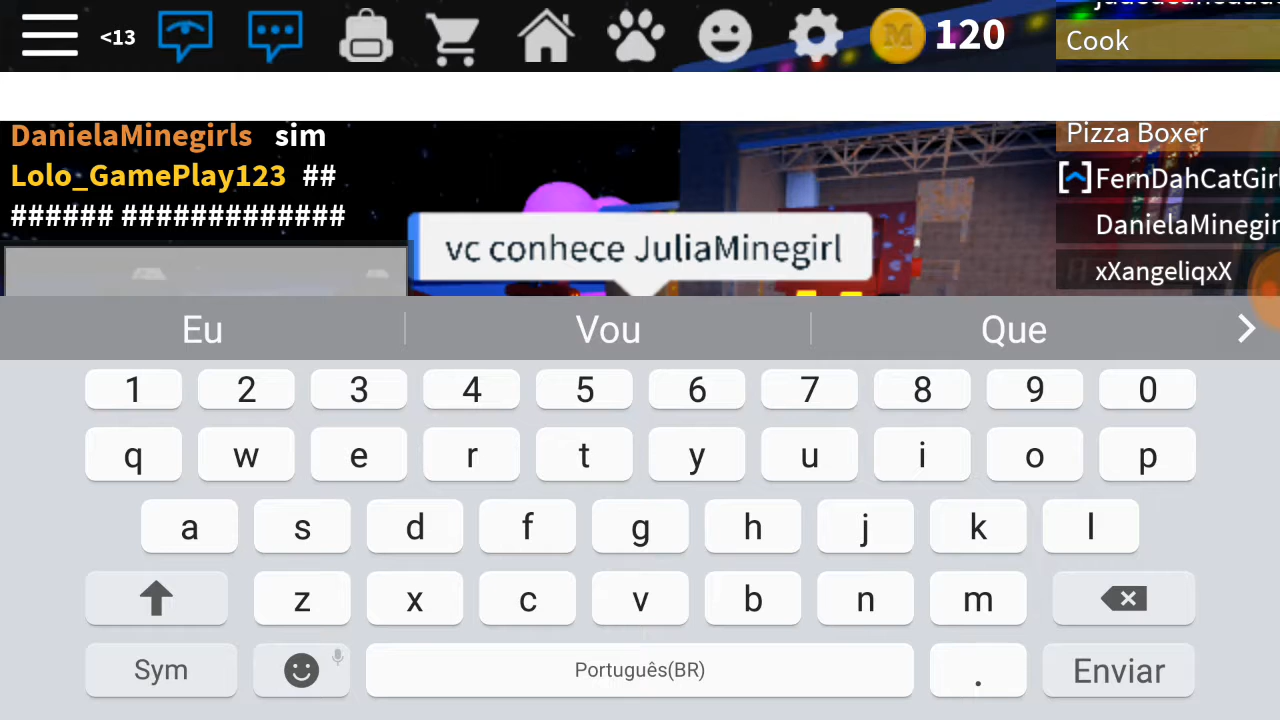 <13
M 120
Cook
DanielaMinegirls sim
Lolo_GamePlay123 ##
###### #############
Pizza Boxer
FernDahCatGirl
DanielaMinegir
xXangeliqxX
vc conhece JuliaMinegirl
Eu Vou Que
1 2 3 4 5 6 7 8 9 0
q w e r t y u i o p
a s d f g h j k l
z x c v b n m
Sym Português(BR) . Enviar